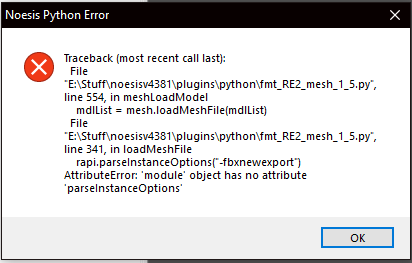 Noesis Python Error
Traceback (most recent call last):
File
"E:\Stuff\noesisv4381\plugins\python\fmt_RE2_mesh_1_5.py",
line 554, in meshLoadModel
mdlList = mesh.loadMeshFile(mdlList)
File
"E:\Stuff\noesisv4381\plugins\python\fmt_RE2_mesh_1_5.py",
line 341, in loadMeshFile
rapi.parseInstanceOptions("-fbxnewexport")
AttributeError: 'module' object has no attribute
'parseInstanceOptions'
OK